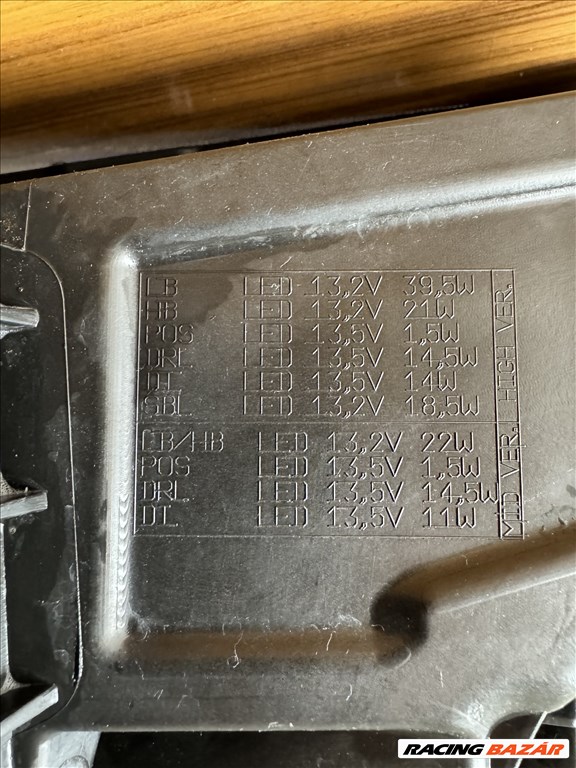 LB LED 13,2V 39,5W
HB LED 13,2V 21W
POS LED 13,5V 1,5W
DRL LED 13,5V 14,5W
DI LED 13,5V 14W
SBL LED 13,2V 18,5W
HIGH VER.
LB/HB LED 13,2V 22W
POS LED 13,5V 1,5W
DRL LED 13,5V 14,5W
DI LED 13,5V 11W
MID VER.
RACINGBAZÁR